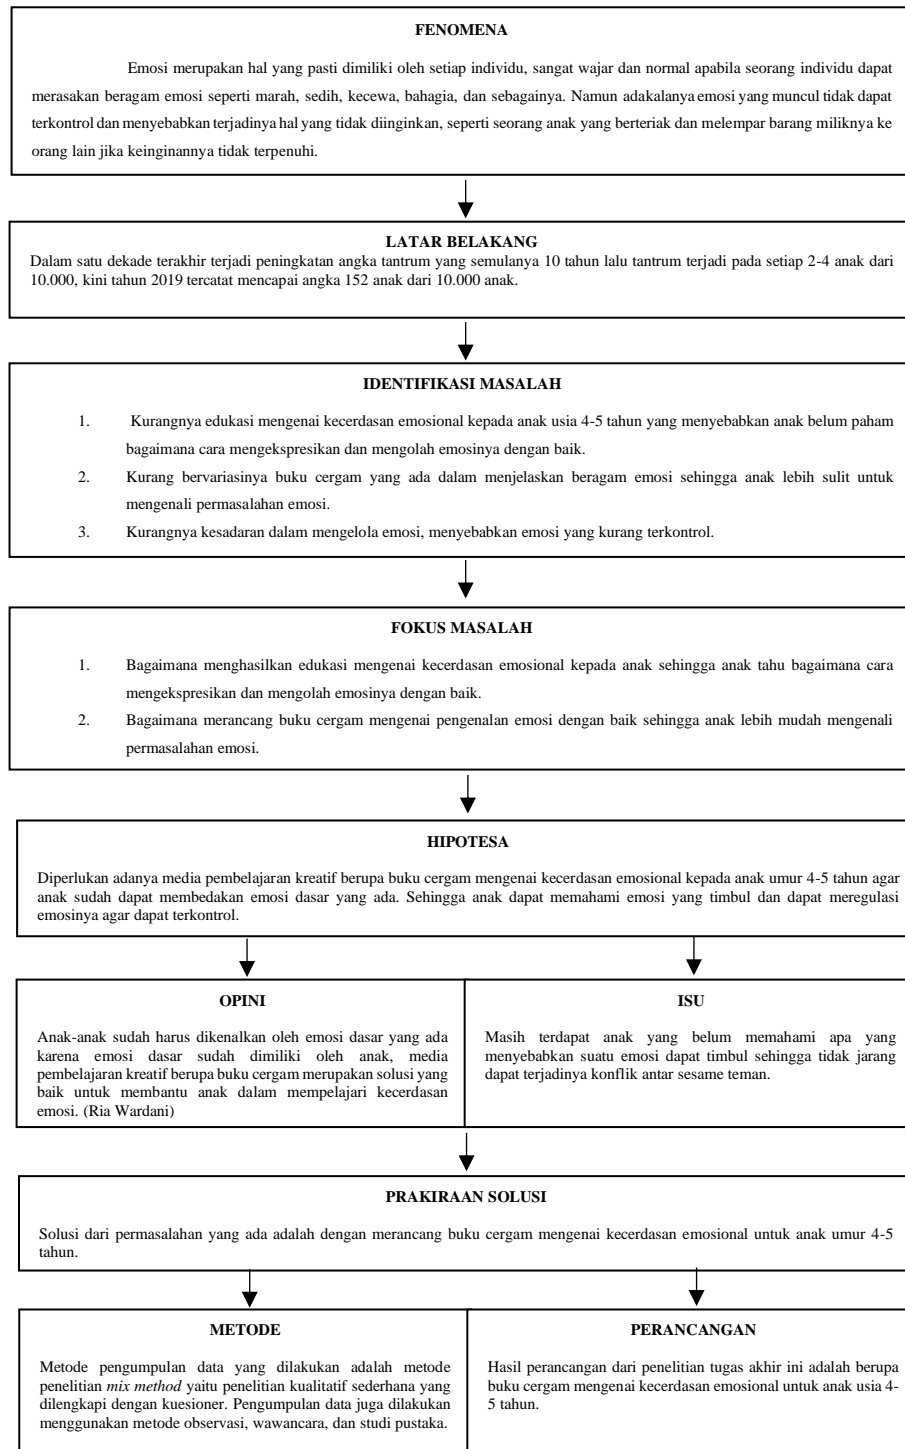 FENOMENA
Emosi merupakan hal yang pasti dimiliki oleh setiap individu, sangat wajar dan normal apabila seorang individu dapat
merasakan beragam emosi seperti marah, sedih, kecewa, bahagia, dan sebagainya. Namun adakalanya emosi yang muncul tidak dapat
terkontrol dan menyebabkan terjadinya hal yang tidak diinginkan, seperti seorang anak yang berteriak dan melempar barang miliknya ke
orang lain jika keinginannya tidak terpenuhi.
LATAR BELAKANG
Dalam satu dekade terakhir terjadi peningkatan angka tantrum yang semulanya 10 tahun lalu tantrum terjadi pada setiap 2-4 anak dari
10.000, kini tahun 2019 tercatat mencapai angka 152 anak dari 10.000 anak.
IDENTIFIKASI MASALAH
1. Kurangnya edukasi mengenai kecerdasan emosional kepada anak usia 4-5 tahun yang menyebabkan anak belum paham
bagaimana cara mengekspresikan dan mengolah emosinya dengan baik.
2. Kurang bervariasinya buku cergam yang ada dalam menjelaskan beragam emosi sehingga anak lebih sulit untuk
mengenali permasalahan emosi.
3. Kurangnya kesadaran dalam mengelola emosi, menyebabkan emosi yang kurang terkontrol.
FOKUS MASALAH
1. Bagaimana menghasilkan edukasi mengenai kecerdasan emosional kepada anak sehingga anak tahu bagaimana cara
mengekspresikan dan mengolah emosinya dengan baik.
2. Bagaimana merancang buku cergam mengenai pengenalan emosi dengan baik sehingga anak lebih mudah mengenali
permasalahan emosi.
HIPOTESA
Diperlukan adanya media pembelajaran kreatif berupa buku cergam mengenai kecerdasan emosional kepada anak umur 4-5 tahun agar
anak sudah dapat membedakan emosi dasar yang ada. Sehingga anak dapat memahami emosi yang timbul dan dapat meregulasi
emosinya agar dapat terkontrol.
OPINI
Anak-anak sudah harus dikenalkan oleh emosi dasar yang ada
karena emosi dasar sudah dimiliki oleh anak, media
pembelajaran kreatif berupa buku cergam merupakan solusi yang
baik untuk membantu anak dalam mempelajari kecerdasan
emosi. (Ria Wardani)
ISU
Masih terdapat anak yang belum memahami apa yang
menyebabkan suatu emosi dapat timbul sehingga tidak jarang
dapat terjadinya konflik antar sesame teman.
PRAKIRAAN SOLUSI
Solusi dari permasalahan yang ada adalah dengan merancang buku cergam mengenai kecerdasan emosional untuk anak umur 4-5
tahun.
METODE
Metode pengumpulan data yang dilakukan adalah metode
penelitian mix method yaitu penelitian kualitatif sederhana yang
dilengkapi dengan kuesioner. Pengumpulan data juga dilakukan
menggunakan metode observasi, wawancara, dan studi pustaka.
PERANCANGAN
Hasil perancangan dari penelitian tugas akhir ini adalah berupa
buku cergam mengenai kecerdasan emosional untuk anak usia 4-
5 tahun.